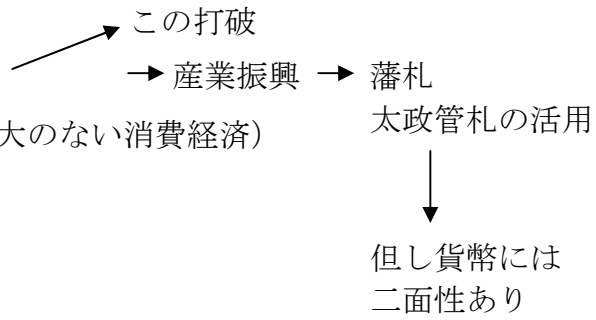 この打破
産業振興
藩札
太政管札の活用
大のない消費経済）
但し貨幣には
二面性あり